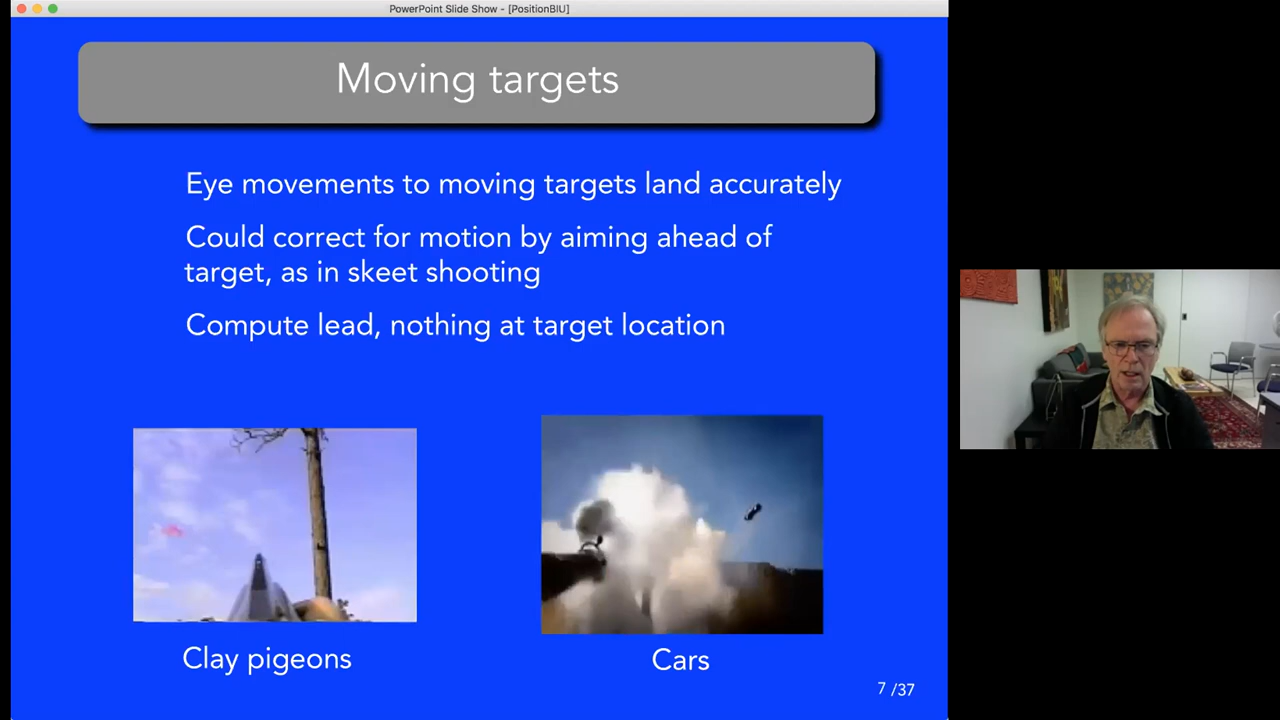 PowerPoint Slide Show - [PositionBIU]
Moving targets
Eye movements to moving targets land accurately
Could correct for motion by aiming ahead of
target, as in skeet shooting
Compute lead, nothing at target location
Clay pigeons
Cars
7 /37